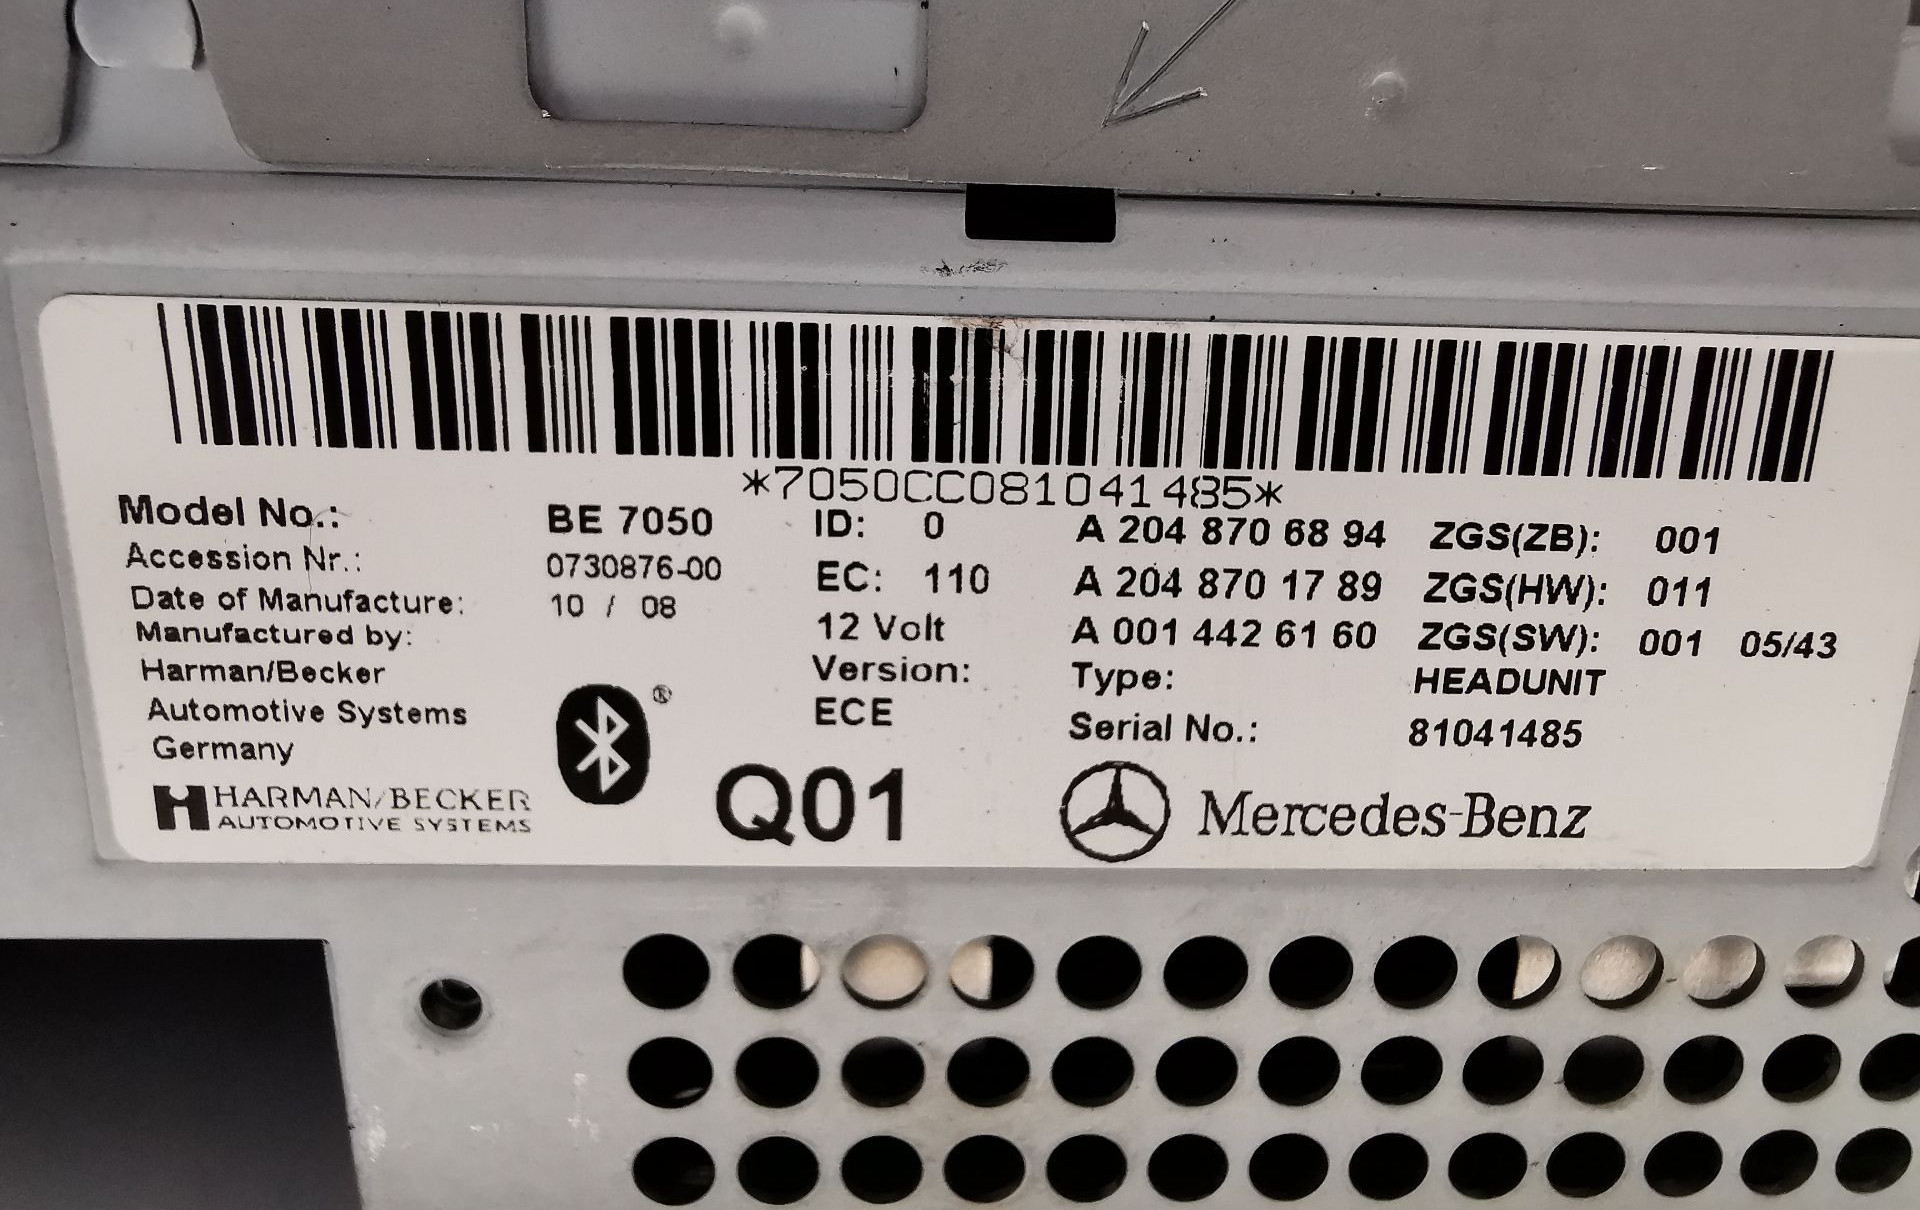 *7050CC081041485*
Model No.: BE 7050 ID: 0 A 204 870 68 94 ZGS(ZB): 001
Accession Nr.: 0730876-00 EC: 110 A 204 870 17 89 ZGS(HW): 011
Date of Manufacture: 10 / 08 12 Volt A 001 442 61 60 ZGS(SW): 001 05/43
Manufactured by: Version: Type: HEADUNIT
Harman/Becker ECE Serial No.: 81041485
Automotive Systems
Germany
®
HARMAN/BECKER
AUTOMOTIVE SYSTEMS
Q01
Mercedes-Benz